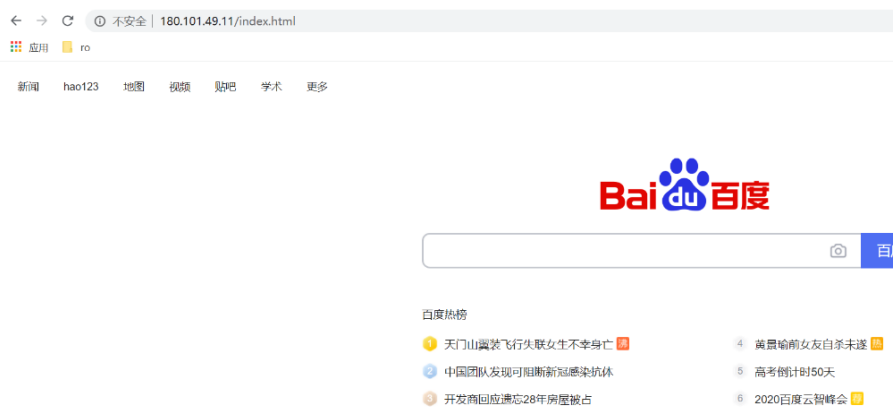 不安全 | 180.101.49.11/index.html
应用 ro
新闻 hao123 地图 视频 贴吧 学术 更多
Bai du 百度
百度热榜
1 天门山翼装飞行失联女生不幸身亡 沸
4 黄景瑜前女友自杀未遂 热
2 中国团队发现可阻断新冠感染抗体
5 高考倒计时50天
3 开发商回应遗忘28年房屋被占
6 2020百度云智峰会 荐